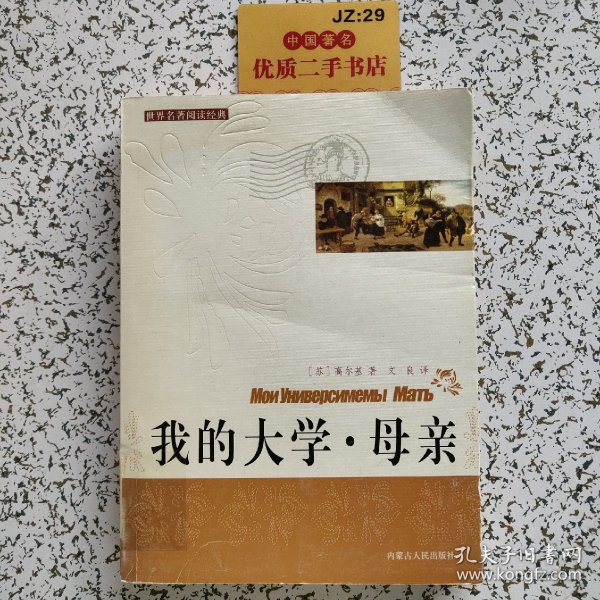 JZ:29
中国著名
优质二手书店
世界名著阅读经典
[苏]高尔基 著 文良 译
Мои Универсимемы Мать
我的大学·母亲
内蒙古人民出版社
孔夫子旧书网
www.kongfz.com